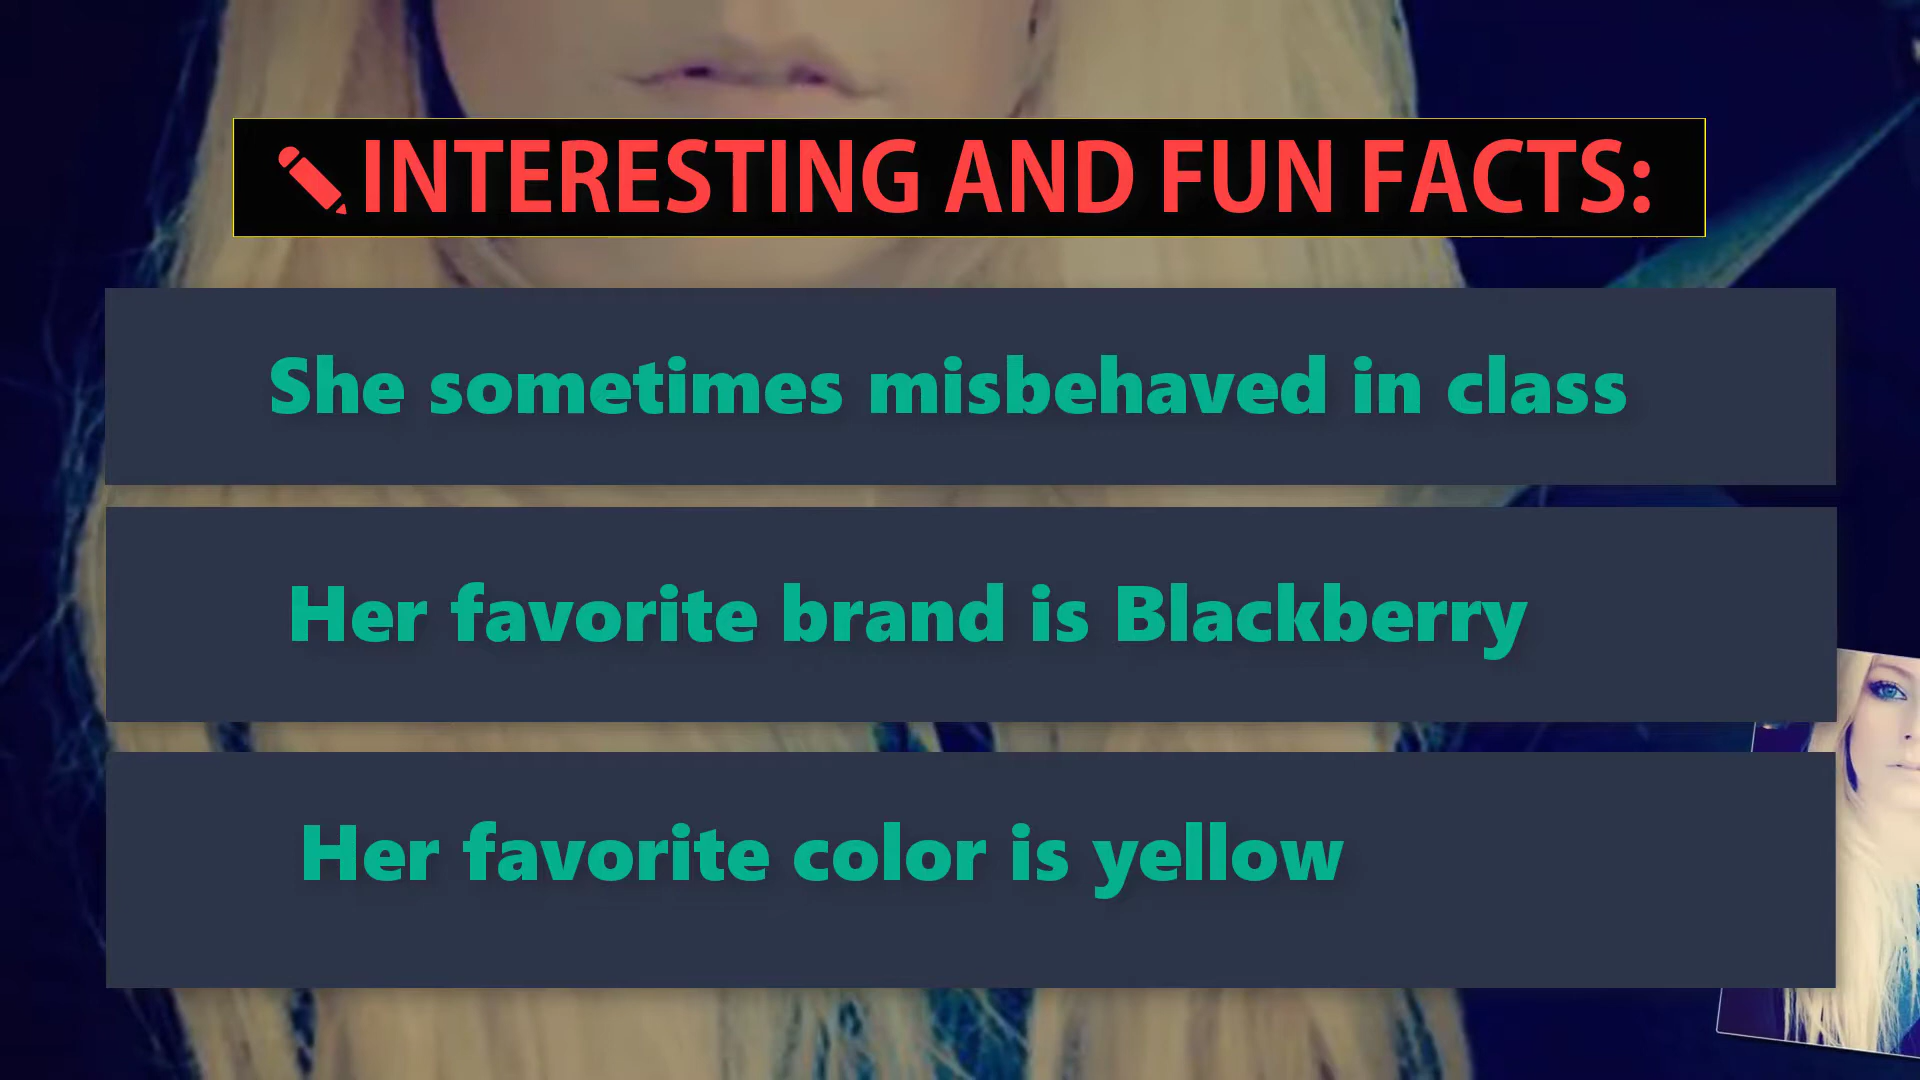 INTERESTING AND FUN FACTS:
She sometimes misbehaved in class
Her favorite brand is Blackberry
Her favorite color is yellow